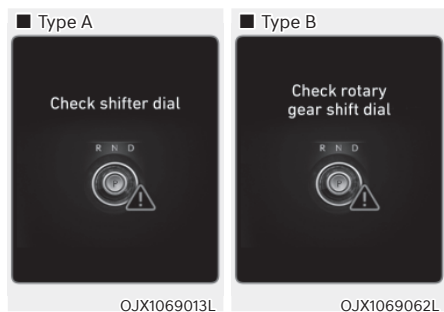 ■ Type A
Check shifter dial
R N D
P
OJX1069013L
■ Type B
Check rotary
gear shift dial
R N D
P
OJX1069062L